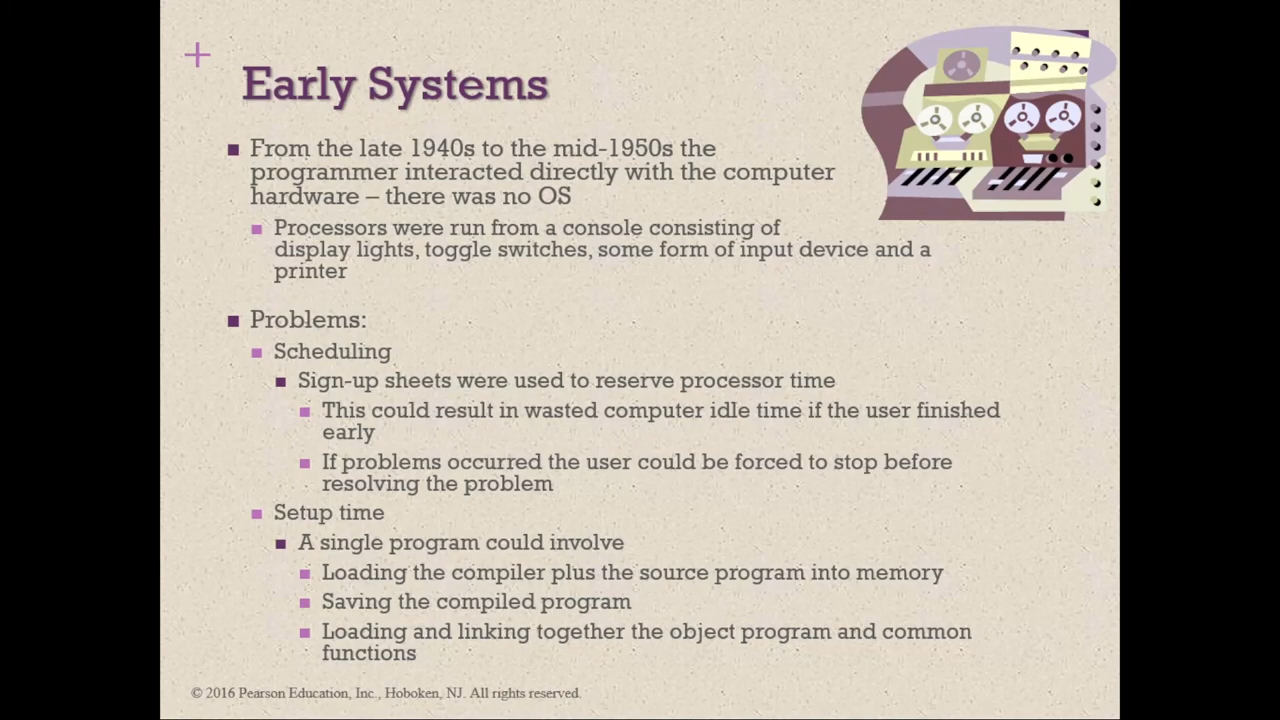 +
Early Systems
■ From the late 1940s to the mid-1950s the
programmer interacted directly with the computer
hardware – there was no OS
■ Processors were run from a console consisting of
display lights, toggle switches, some form of input device and a
printer
■ Problems:
■ Scheduling
■ Sign-up sheets were used to reserve processor time
■ This could result in wasted computer idle time if the user finished
early
■ If problems occurred the user could be forced to stop before
resolving the problem
■ Setup time
■ A single program could involve
■ Loading the compiler plus the source program into memory
■ Saving the compiled program
■ Loading and linking together the object program and common
functions
© 2016 Pearson Education, Inc., Hoboken, NJ. All rights reserved.